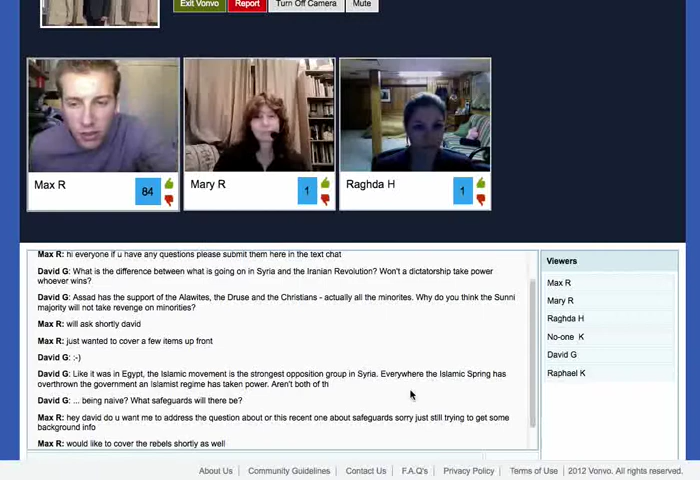 Exit Vonvo Report Turn Off Camera Mute
Max R 84 Mary R 1 Raghda H 1
Max R: hi everyone if u have any questions please submit them here in the text chat
David G: What is the difference between what is going on in Syria and the Iranian Revolution? Won't a dictatorship take power
whoever wins?
David G: Assad has the support of the Alawites, the Druse and the Christians - actually all the minorites. Why do you think the Sunni
majority will not take revenge on minorities?
Max R: will ask shortly david
Max R: just wanted to cover a few items up front
David G: :-)
David G: Like it was in Egypt, the Islamic movement is the strongest opposition group in Syria. Everywhere the Islamic Spring has
overthrown the government an Islamist regime has taken power. Aren't both of th
David G: ... being naive? What safeguards will there be?
Max R: hey david do u want me to address the question about or this recent one about safeguards sorry just still trying to get some
background info
Max R: would like to cover the rebels shortly as well
Viewers
Max R
Mary R
Raghda H
No-one K
David G
Raphael K
About Us | Community Guidelines | Contact Us | F.A.Q's | Privacy Policy | Terms of Use | 2012 Vonvo. All rights reserved.